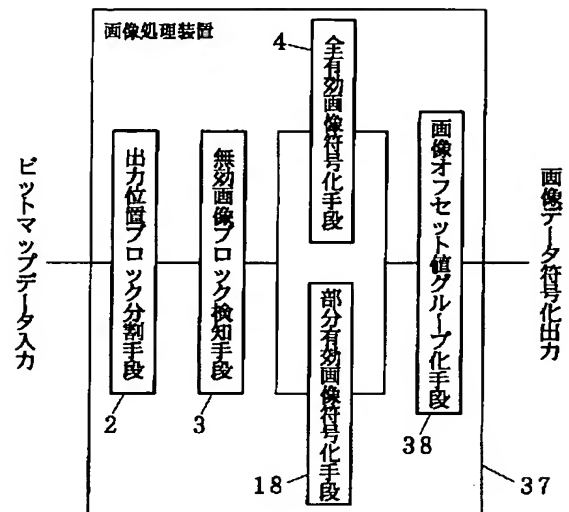 画像処理装置
ビットマップデータ入力
出力位置ブロック分割手段
2
無効画像ブロック検知手段
3
4
全有効画像符号化手段
部分有効画像符号化手段
18
画像オフセット値グループ化手段
38
画像データ符号化出力
37